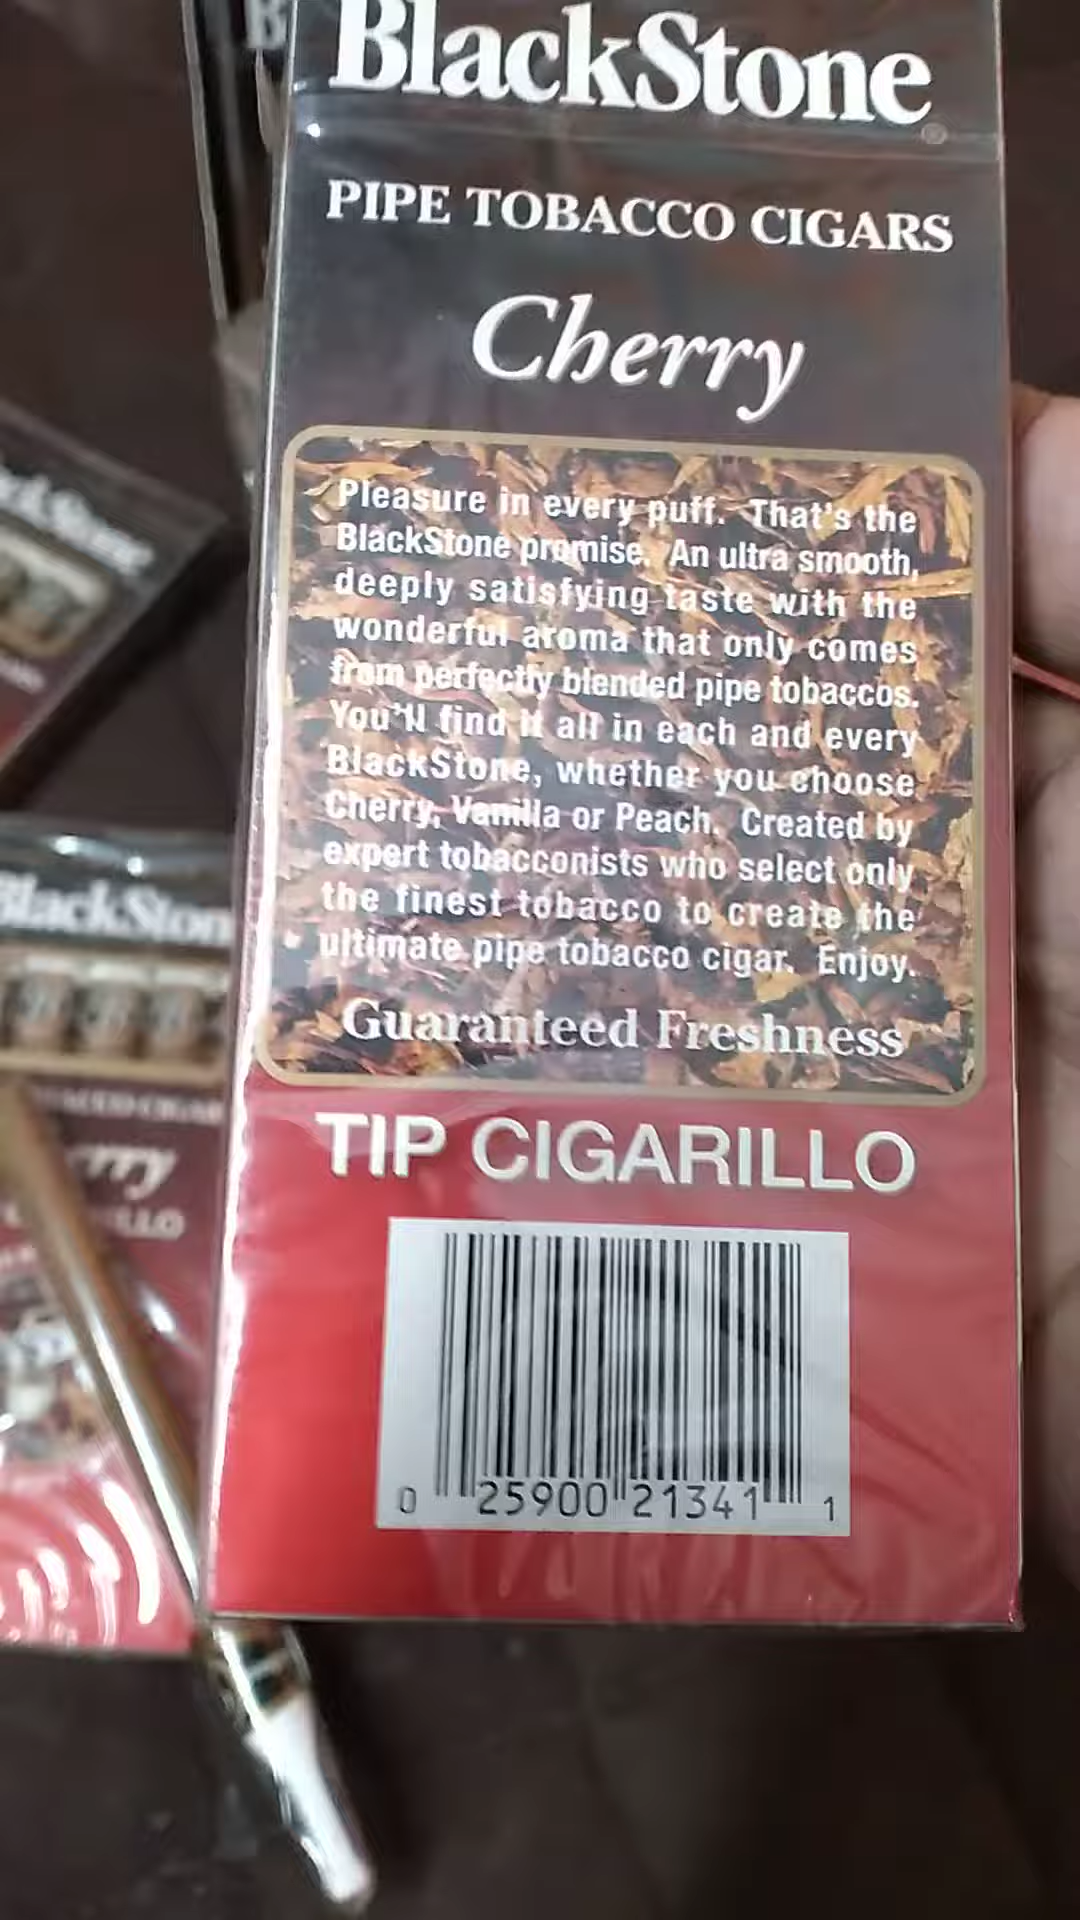 BlackStone
PIPE TOBACCO CIGARS
Cherry
Pleasure in every puff. That's the
BlackStone promise. An ultra smooth,
deeply satisfying taste with the
wonderful aroma that only comes
from perfectly blended pipe tobaccos.
You'll find it all in each and every
BlackStone, whether you choose
Cherry, Vanilla or Peach. Created by
expert tobacconists who select only
the finest tobacco to create the
ultimate pipe tobacco cigar. Enjoy.
Guaranteed Freshness
TIP CIGARILLO
0 25900 21341 1
BlackStone